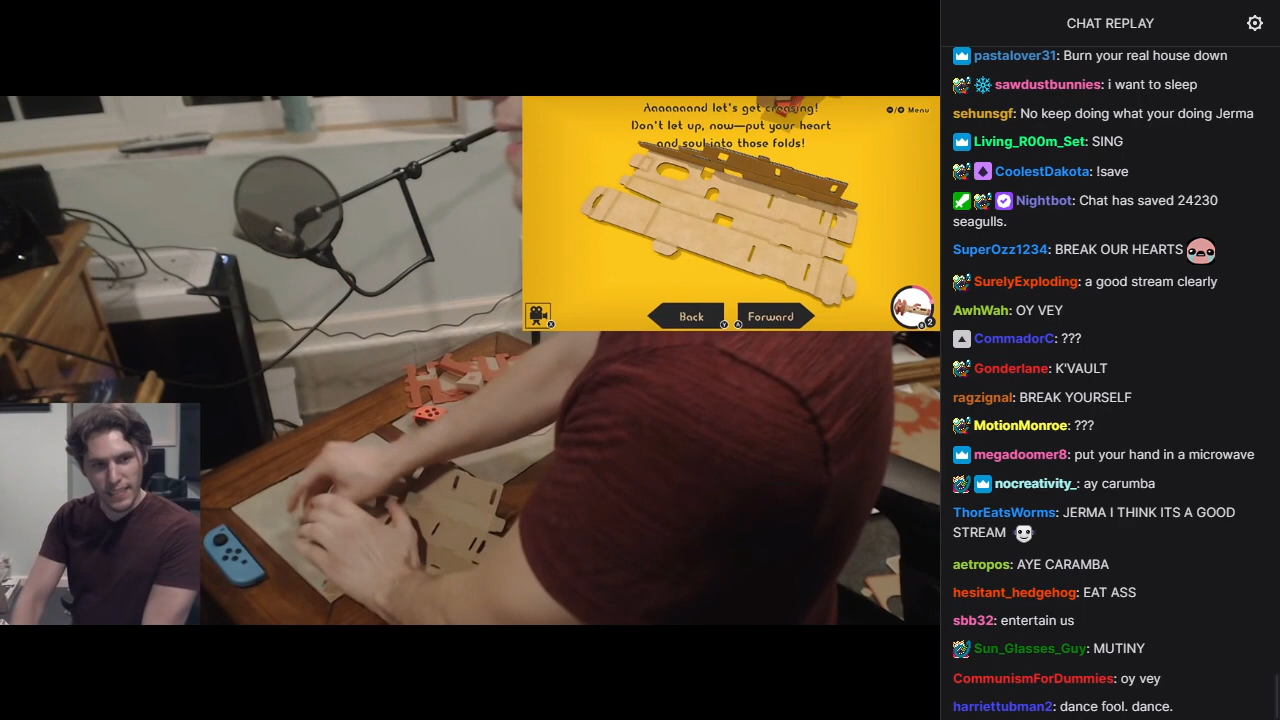 Aaaaaand let's get creasing!
Don't let up, now—put your heart
and soul into those folds!
Menu
Back
Forward
X
Y
A
2
CHAT REPLAY
pastalover31: Burn your real house down
sawdustbunnies: i want to sleep
sehunsgf: No keep doing what your doing Jerma
Living_R00m_Set: SING
CoolestDakota: !save
Nightbot: Chat has saved 24230
seagulls.
SuperOzz1234: BREAK OUR HEARTS
SurelyExploding: a good stream clearly
AwhWah: OY VEY
CommadorC: ???
Gonderlane: K'VAULT
ragzignal: BREAK YOURSELF
MotionMonroe: ???
megadoomer8: put your hand in a microwave
nocreativity_: ay carumba
ThorEatsWorms: JERMA I THINK ITS A GOOD
STREAM
aetropos: AYE CARAMBA
hesitant_hedgehog: EAT ASS
sbb32: entertain us
Sun_Glasses_Guy: MUTINY
CommunismForDummies: oy vey
harriettubman2: dance fool. dance.